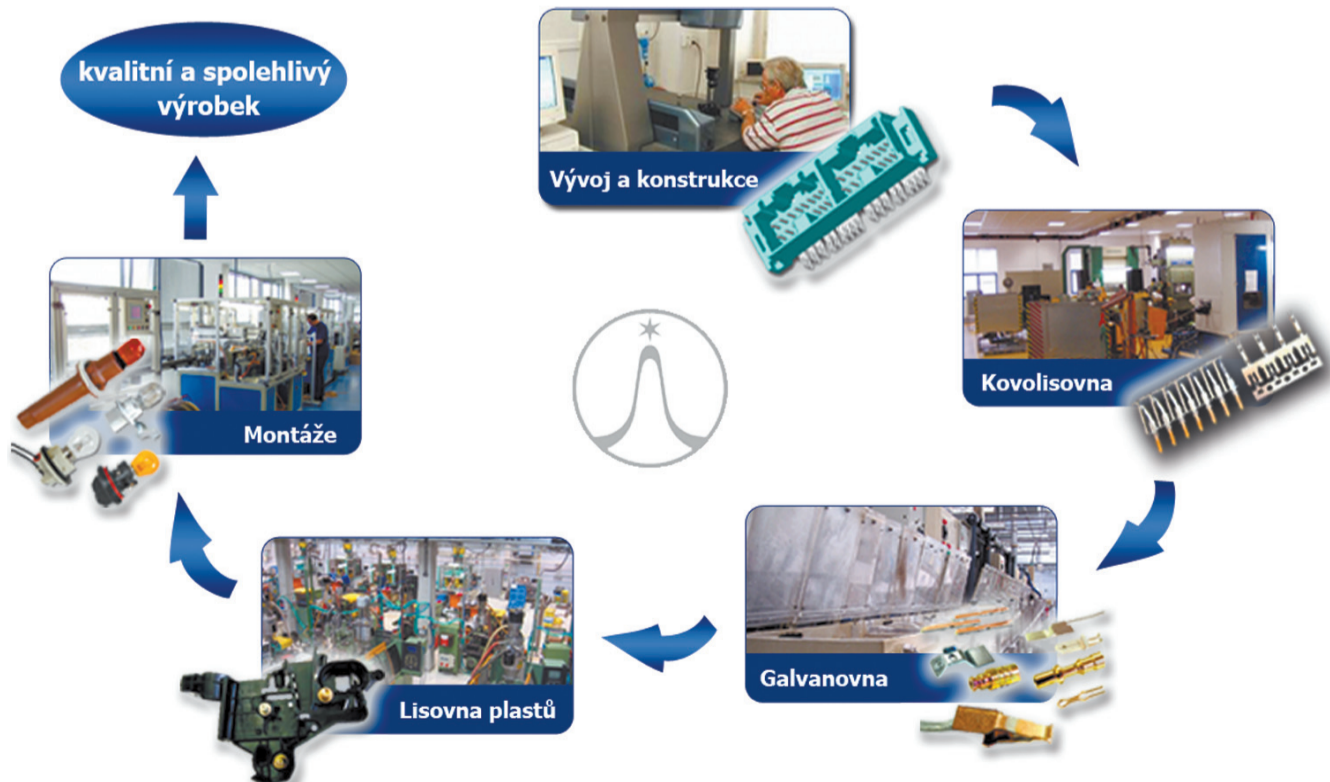 kvalitní a spolehlivý
výrobek
Vývoj a konstrukce
Kovolisovna
Galvanovna
Lisovna plastů
Montáže